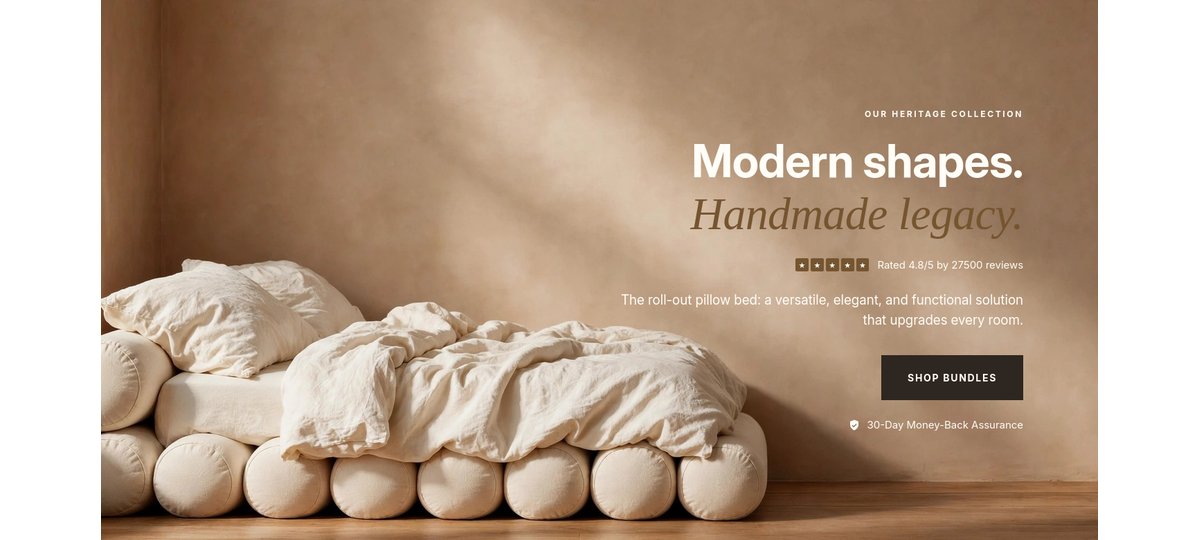 OUR HERITAGE COLLECTION
Modern shapes.
Handmade legacy.
Rated 4.8/5 by 27500 reviews
The roll-out pillow bed: a versatile, elegant, and functional solution
that upgrades every room.
SHOP BUNDLES
30-Day Money-Back Assurance